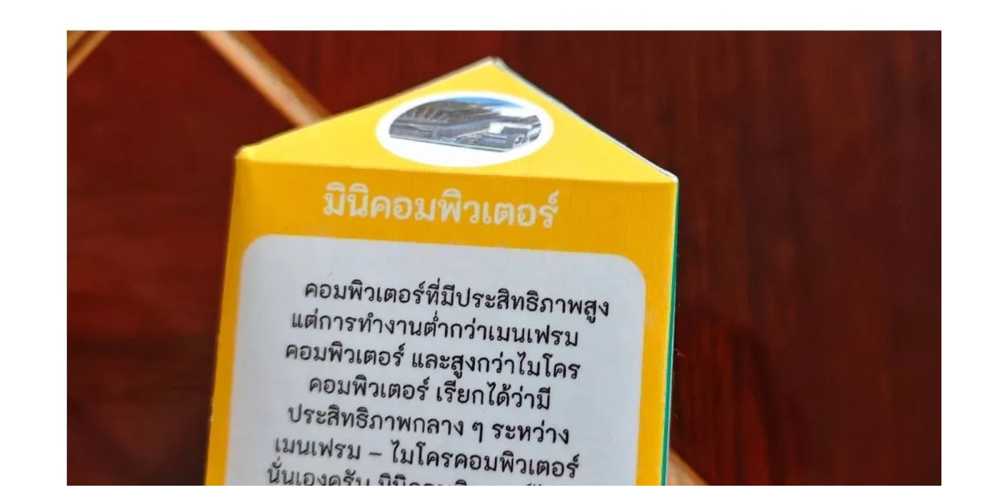 มินิคอมพิวเตอร์
คอมพิวเตอร์ที่มีประสิทธิภาพสูง
แต่การทำงานต่ำกว่าเมนเฟรม
คอมพิวเตอร์ และสูงกว่าไมโคร
คอมพิวเตอร์ เรียกได้ว่ามี
ประสิทธิภาพกลาง ๆ ระหว่าง
เมนเฟรม – ไมโครคอมพิวเตอร์
นั่นเองครับ